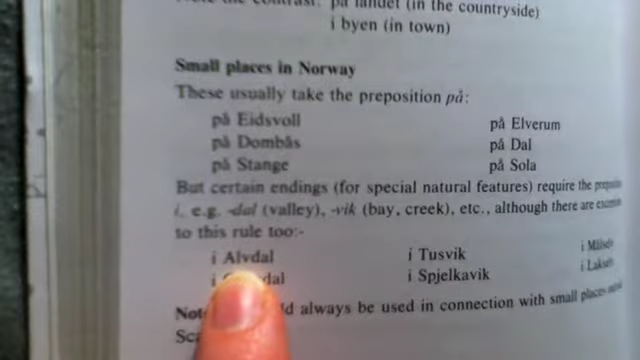 the contrast: på landet (in the countryside)
i byen (in town)
Small places in Norway
These usually take the preposition på:
på Eidsvoll på Elverum
på Dombås på Dal
på Stange på Sola
But certain endings (for special natural features) require the
i, e.g. -dal (valley), -vik (bay, creek), etc., although there are
to this rule too:-
i Alvdal i Tusvik
i i Spjelkavik
always be used in connection with small places